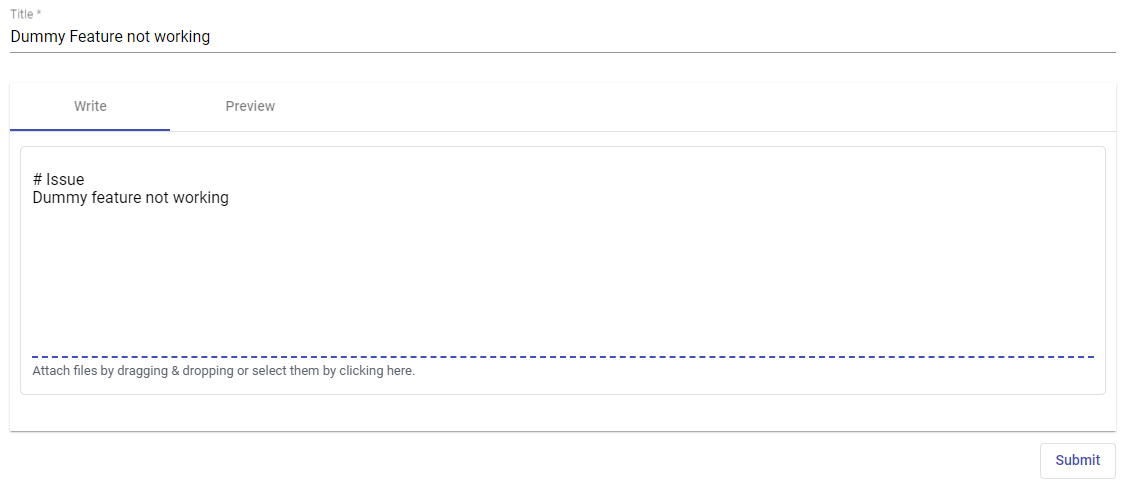 Title *
Dummy Feature not working
Write
Preview
# Issue
Dummy feature not working
Attach files by dragging & dropping or select them by clicking here.
Submit